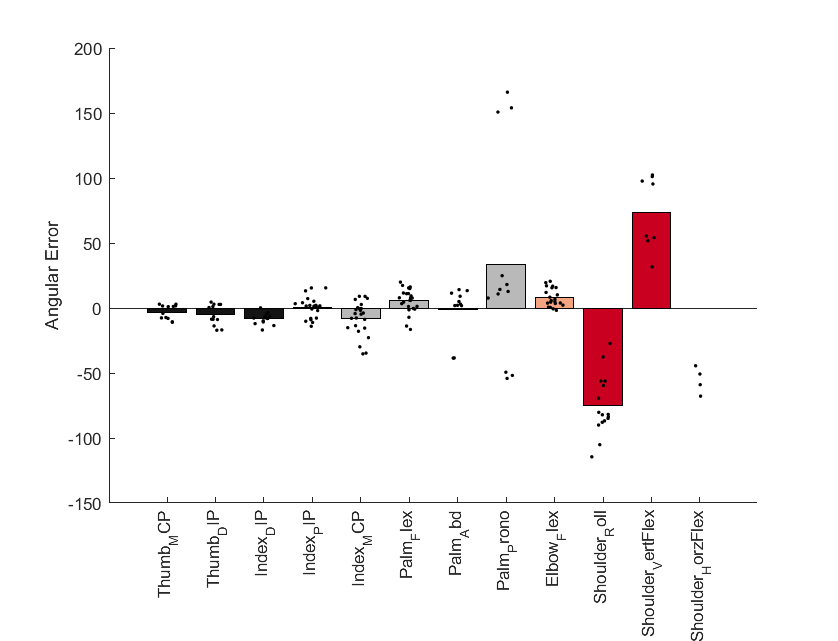 200
150
100
50
0
-50
-100
-150
Angular Error
Thumb_MCP
Thumb_DIP
Index_DIP
Index_PIP
Index_MCP
Palm_Flex
Palm_Abd
Palm_Prono
Elbow_Flex
Shoulder_Roll
Shoulder_VertFlex
Shoulder_HorzFlex